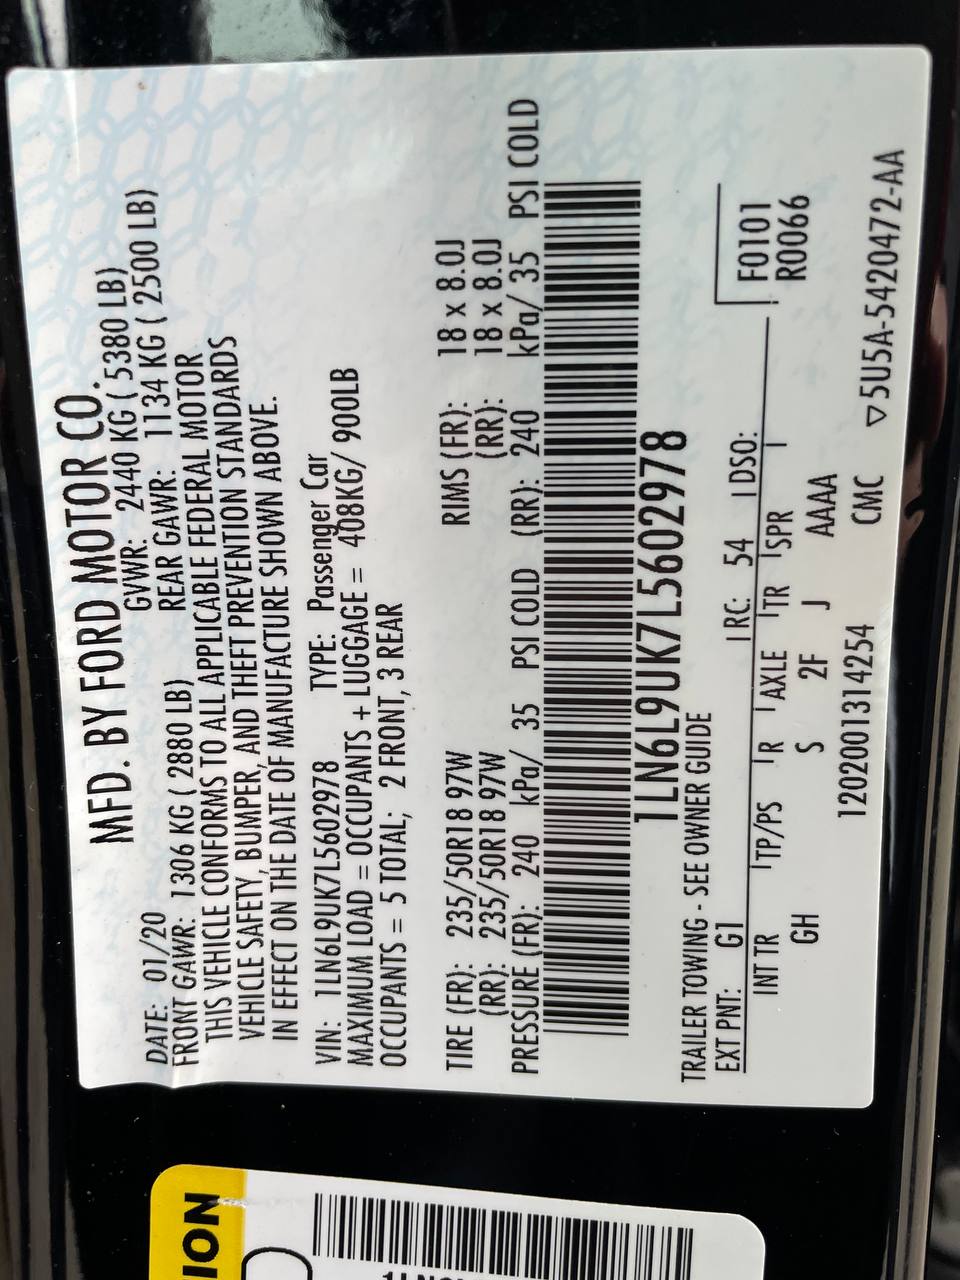 MFD. BY FORD MOTOR CO.
DATE: 01/20 GVWR: 2440 KG ( 5380 LB)
FRONT GAWR: 1306 KG ( 2880 LB) REAR GAWR: 1134 KG ( 2500 LB)
THIS VEHICLE CONFORMS TO ALL APPLICABLE FEDERAL MOTOR
VEHICLE SAFETY, BUMPER, AND THEFT PREVENTION STANDARDS
IN EFFECT ON THE DATE OF MANUFACTURE SHOWN ABOVE.
VIN: 1LN6L9UK7L5602978 TYPE: Passenger Car
MAXIMUM LOAD = OCCUPANTS + LUGGAGE = 408KG/ 900LB
OCCUPANTS = 5 TOTAL; 2 FRONT, 3 REAR
TIRE (FR): 235/50R18 97W RIMS (FR): 18 x 8.0J
(RR): 235/50R18 97W (RR): 18 x 8.0J
PRESSURE (FR): 240 kPa/ 35 PSI COLD (RR): 240 kPa/ 35 PSI COLD
1LN6L9UK7L5602978
TRAILER TOWING - SEE OWNER GUIDE
EXT PNT: G1 RC: 54 DSO: F0101
INT TR TP/PS R AXLE TR SPR R0066
GH S 2F J AAAA
1202001314254 CMC ▽5U5A-5420472-AA
ION